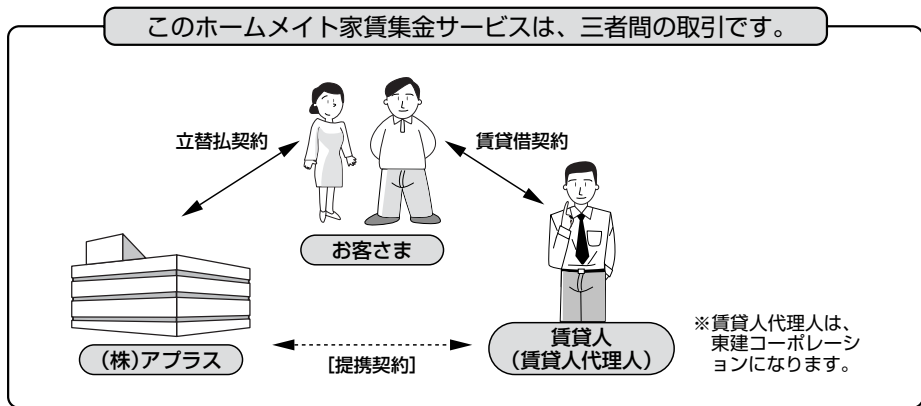 このホームメイト家賃集金サービスは、三者間の取引です。
立替払契約
賃貸借契約
お客さま
(株)アプラス
[提携契約]
賃貸人
(賃貸人代理人)
※賃貸人代理人は、
東建コーポレーシ
ョンになります。